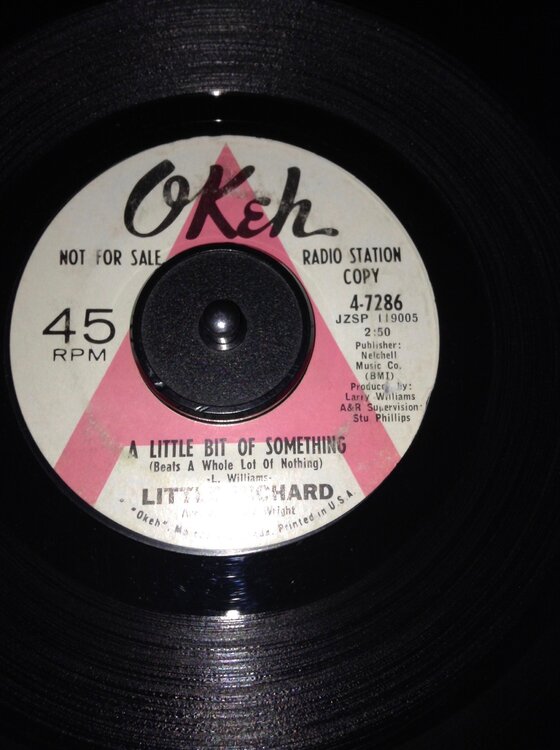 OKeh
NOT FOR SALE
RADIO STATION
COPY
45
RPM
4-7286
JZSP 119005
2:50
Publisher:
Nelchell
Music Co.
(BMI)
Produced by:
Larry Williams
A&R Supervision:
Stu Phillips
A LITTLE BIT OF SOMETHING
(Beats A Whole Lot Of Nothing)
-L. Williams-
LITTLE RICHARD
Wright
"Okeh", Printed in U.S.A.